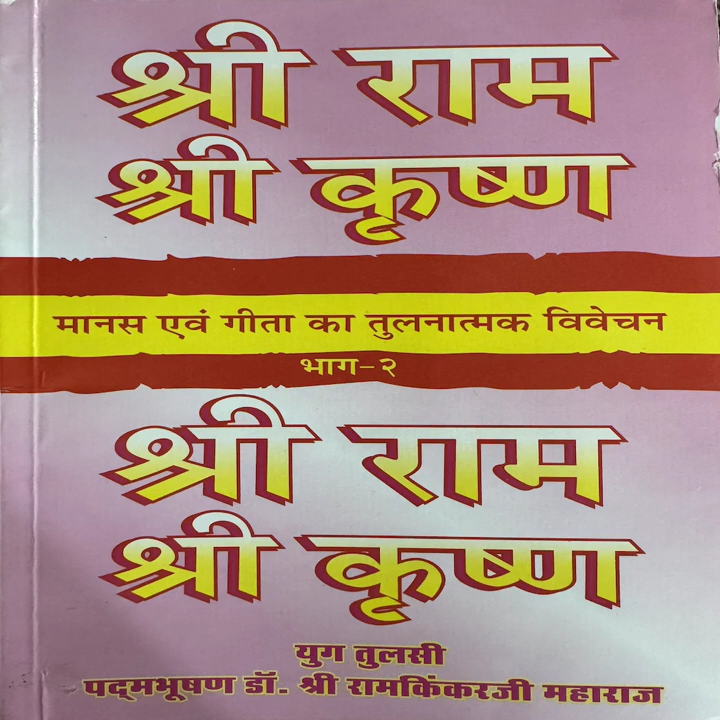 श्री राम
श्री कृष्ण
मानस एवं गीता का तुलनात्मक विवेचन
भाग-२
श्री राम
श्री कृष्ण
युग तुलसी
पद्मभूषण डॉ. श्री रामकिंकरजी महाराज